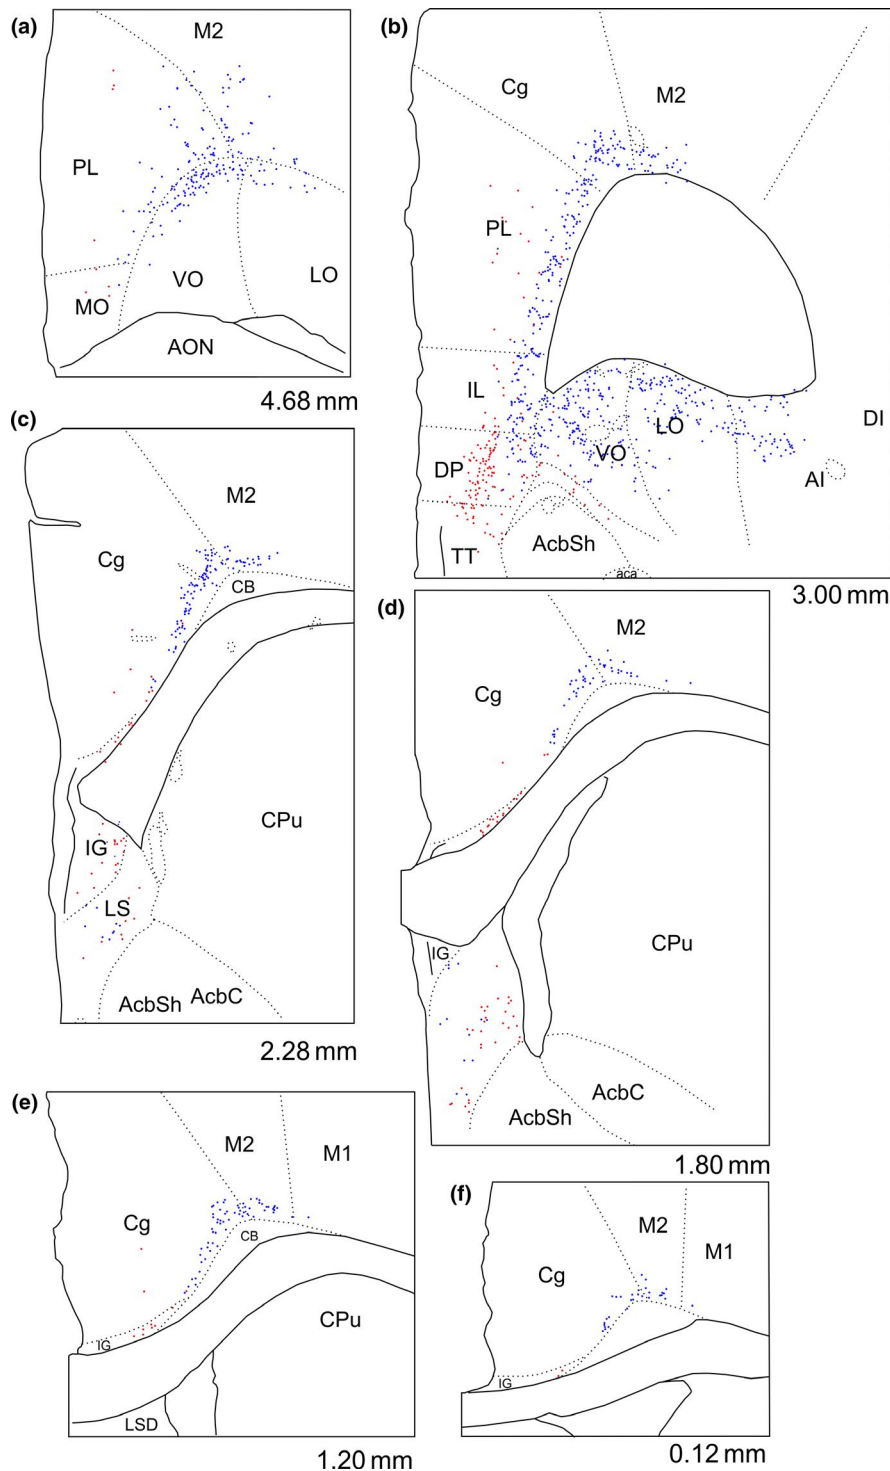 (a)
M2
PL
MO
VO
LO
AON
4.68 mm
(b)
Cg
M2
PL
IL
DP
TT
VO
LO
AI
DI
AcbSh
aca
3.00 mm
(c)
M2
Cg
CB
CPu
IG
LS
AcbSh
AcbC
2.28 mm
(d)
M2
Cg
CPu
IG
AcbC
AcbSh
1.80 mm
(e)
M2
M1
Cg
CB
IG
CPu
LSD
1.20 mm
(f)
M2
M1
Cg
IG
0.12 mm